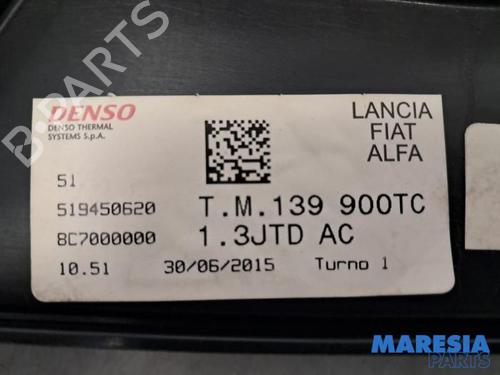 DENSO
DENSO THERMAL
SYSTEMS S.p.A.
LANCIA
FIAT
ALFA
51
519450620
T.M.139 900TC
8C7000000
1.3JTD AC
10.51 30/06/2015 Turno 1
B-PARTS
MARESIA
PARTS